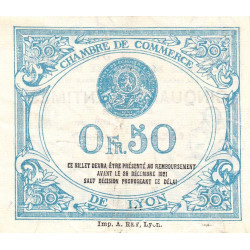 50 50
CHAMBRE DE COMMERCE
0 FR. 50
CE BILLET DEVRA ÊTRE PRÉSENTÉ AU REMBOURSEMENT
AVANT LE 28 DÉCEMBRE 1921
SAUF DÉCISION PROROGEANT CE DÉLAI
50 50
DE LYON
Imp. A. REY, Lyon.